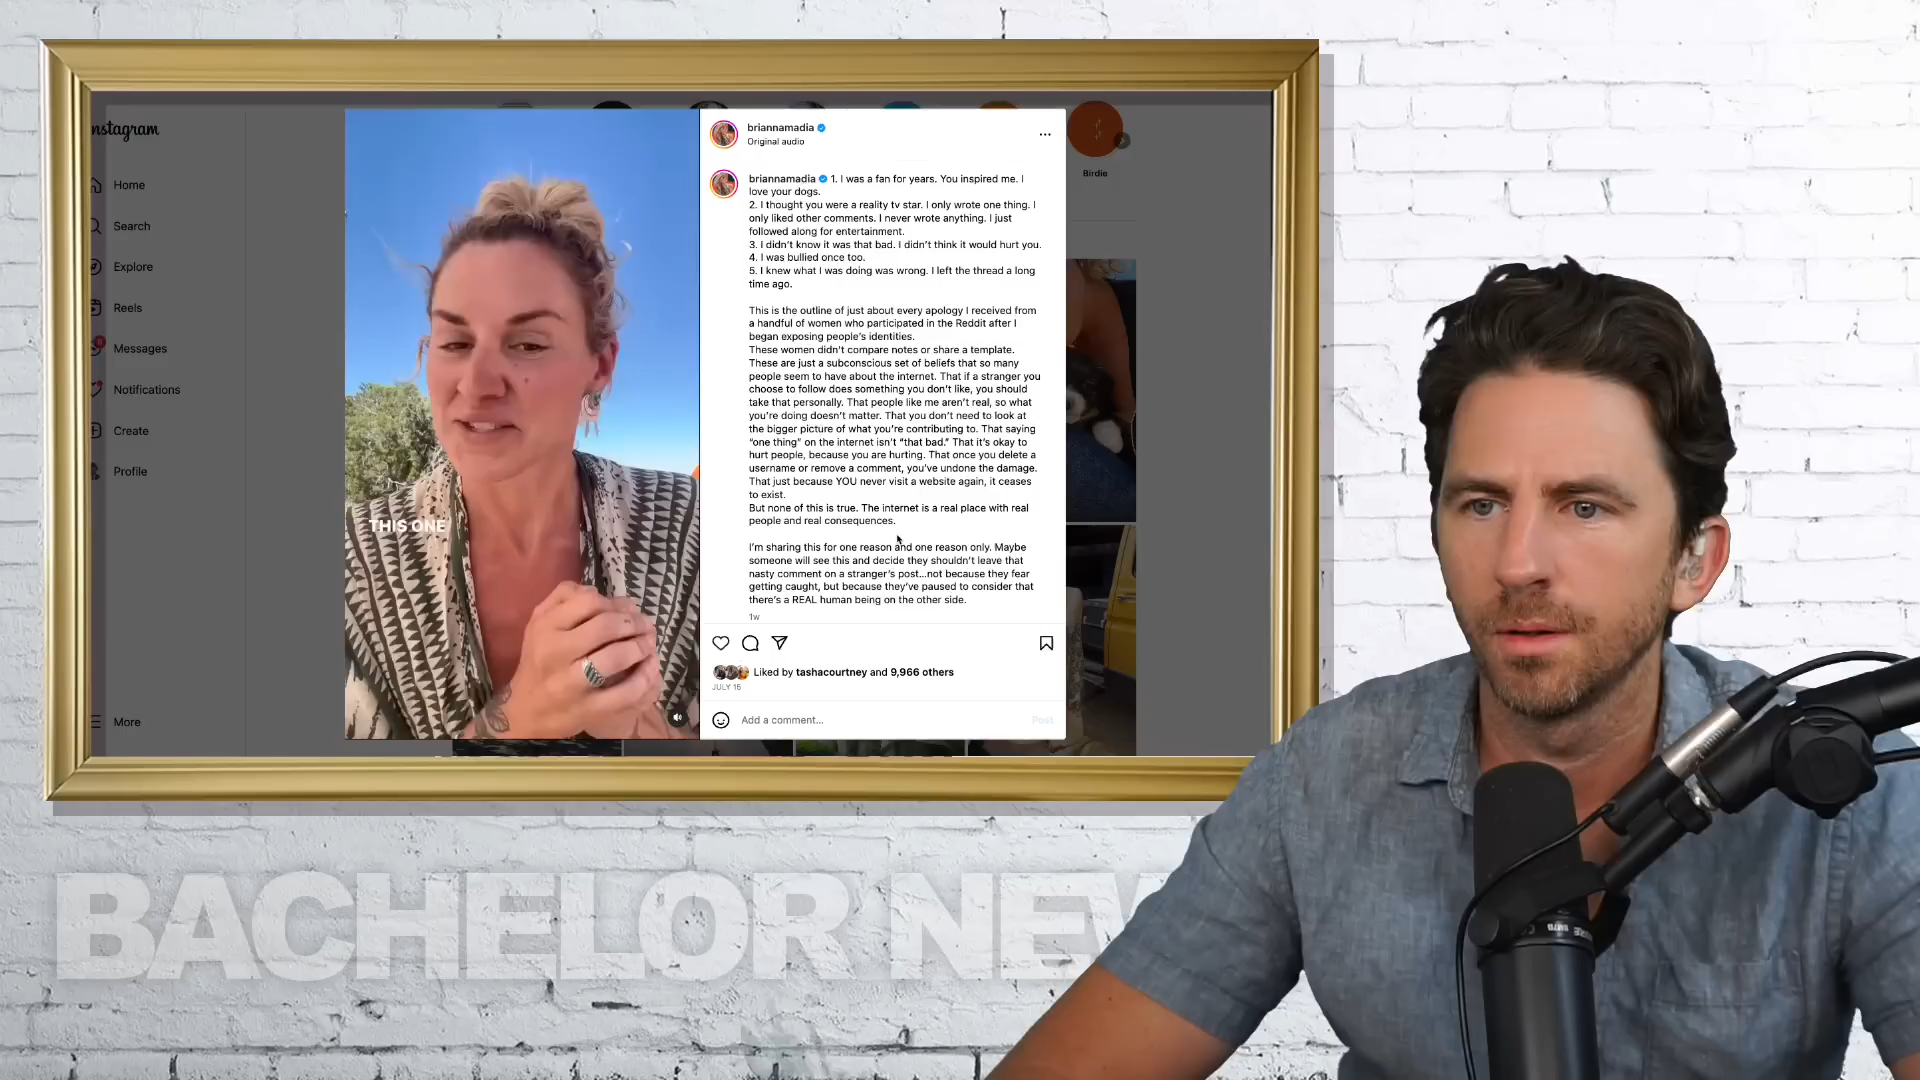 nstagram
Home
Search
Explore
Reels
Messages
Notifications
Create
Profile
More
THIS ONE
briannamadia
Original audio
briannamadia 1. I was a fan for years. You inspired me. I
love your dogs.
2. I thought you were a reality tv star. I only wrote one thing. I
only liked other comments. I never wrote anything. I just
followed along for entertainment.
3. I didn't know it was that bad. I didn't think it would hurt you.
4. I was bullied once too.
5. I knew what I was doing was wrong. I left the thread a long
time ago.
This is the outline of just about every apology I received from
a handful of women who participated in the Reddit after I
began exposing people's identities.
These women didn't compare notes or share a template.
These are just a subconscious set of beliefs that so many
people seem to have about the internet. That if a stranger you
choose to follow does something you don't like, you should
take that personally. That people like me aren't real, so what
you're doing doesn't matter. That you don't need to look at
the bigger picture of what you're contributing to. That saying
"one thing" on the internet isn't "that bad." That it's okay to
hurt people, because you are hurting. That once you delete a
username or remove a comment, you've undone the damage.
That just because YOU never visit a website again, it ceases
to exist.
But none of this is true. The internet is a real place with real
people and real consequences.
I'm sharing this for one reason and one reason only. Maybe
someone will see this and decide they shouldn't leave that
nasty comment on a stranger's post...not because they fear
getting caught, but because they've paused to consider that
there's a REAL human being on the other side.
1w
Liked by tashacourtney and 9,966 others
JULY 15
Add a comment...
Post
Birdie
BACHELOR NEW